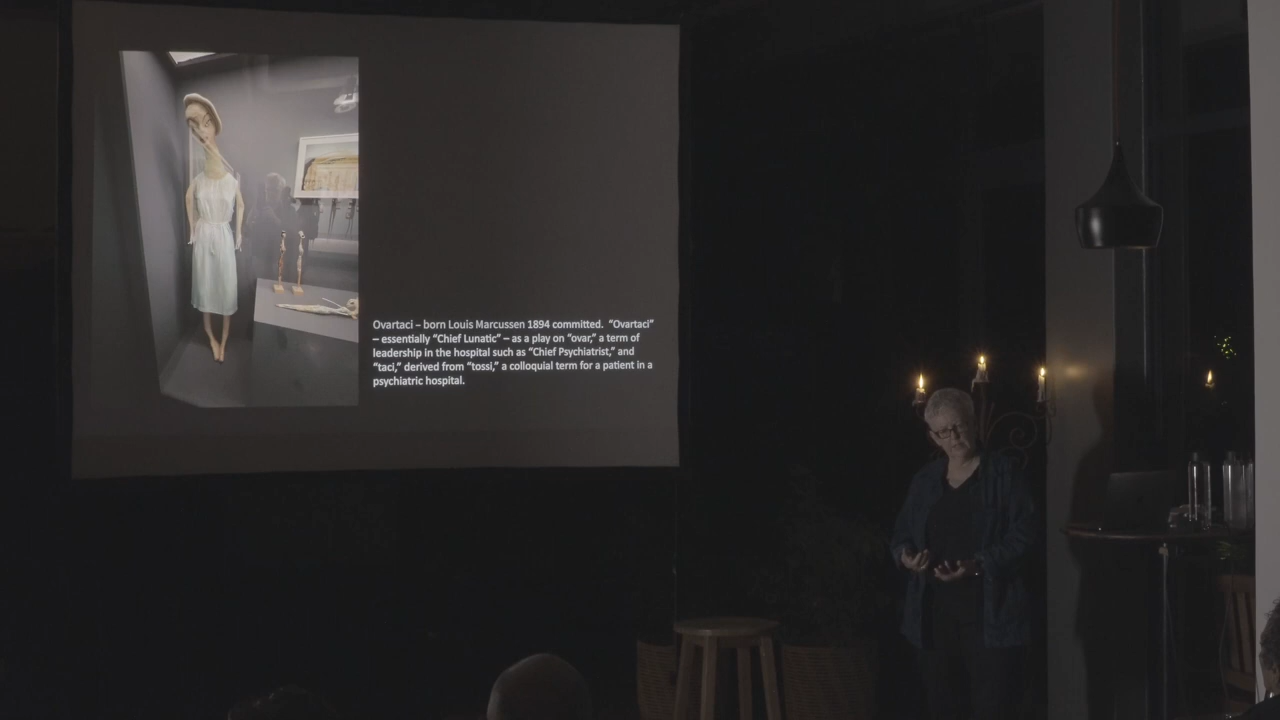 Ovartaci – born Louis Marcussen 1894 committed.  “Ovartaci”
– essentially “Chief Lunatic” – as a play on “ovar,” a term of
leadership in the hospital such as “Chief Psychiatrist,” and
“taci,” derived from “tossi,” a colloquial term for a patient in a
psychiatric hospital.